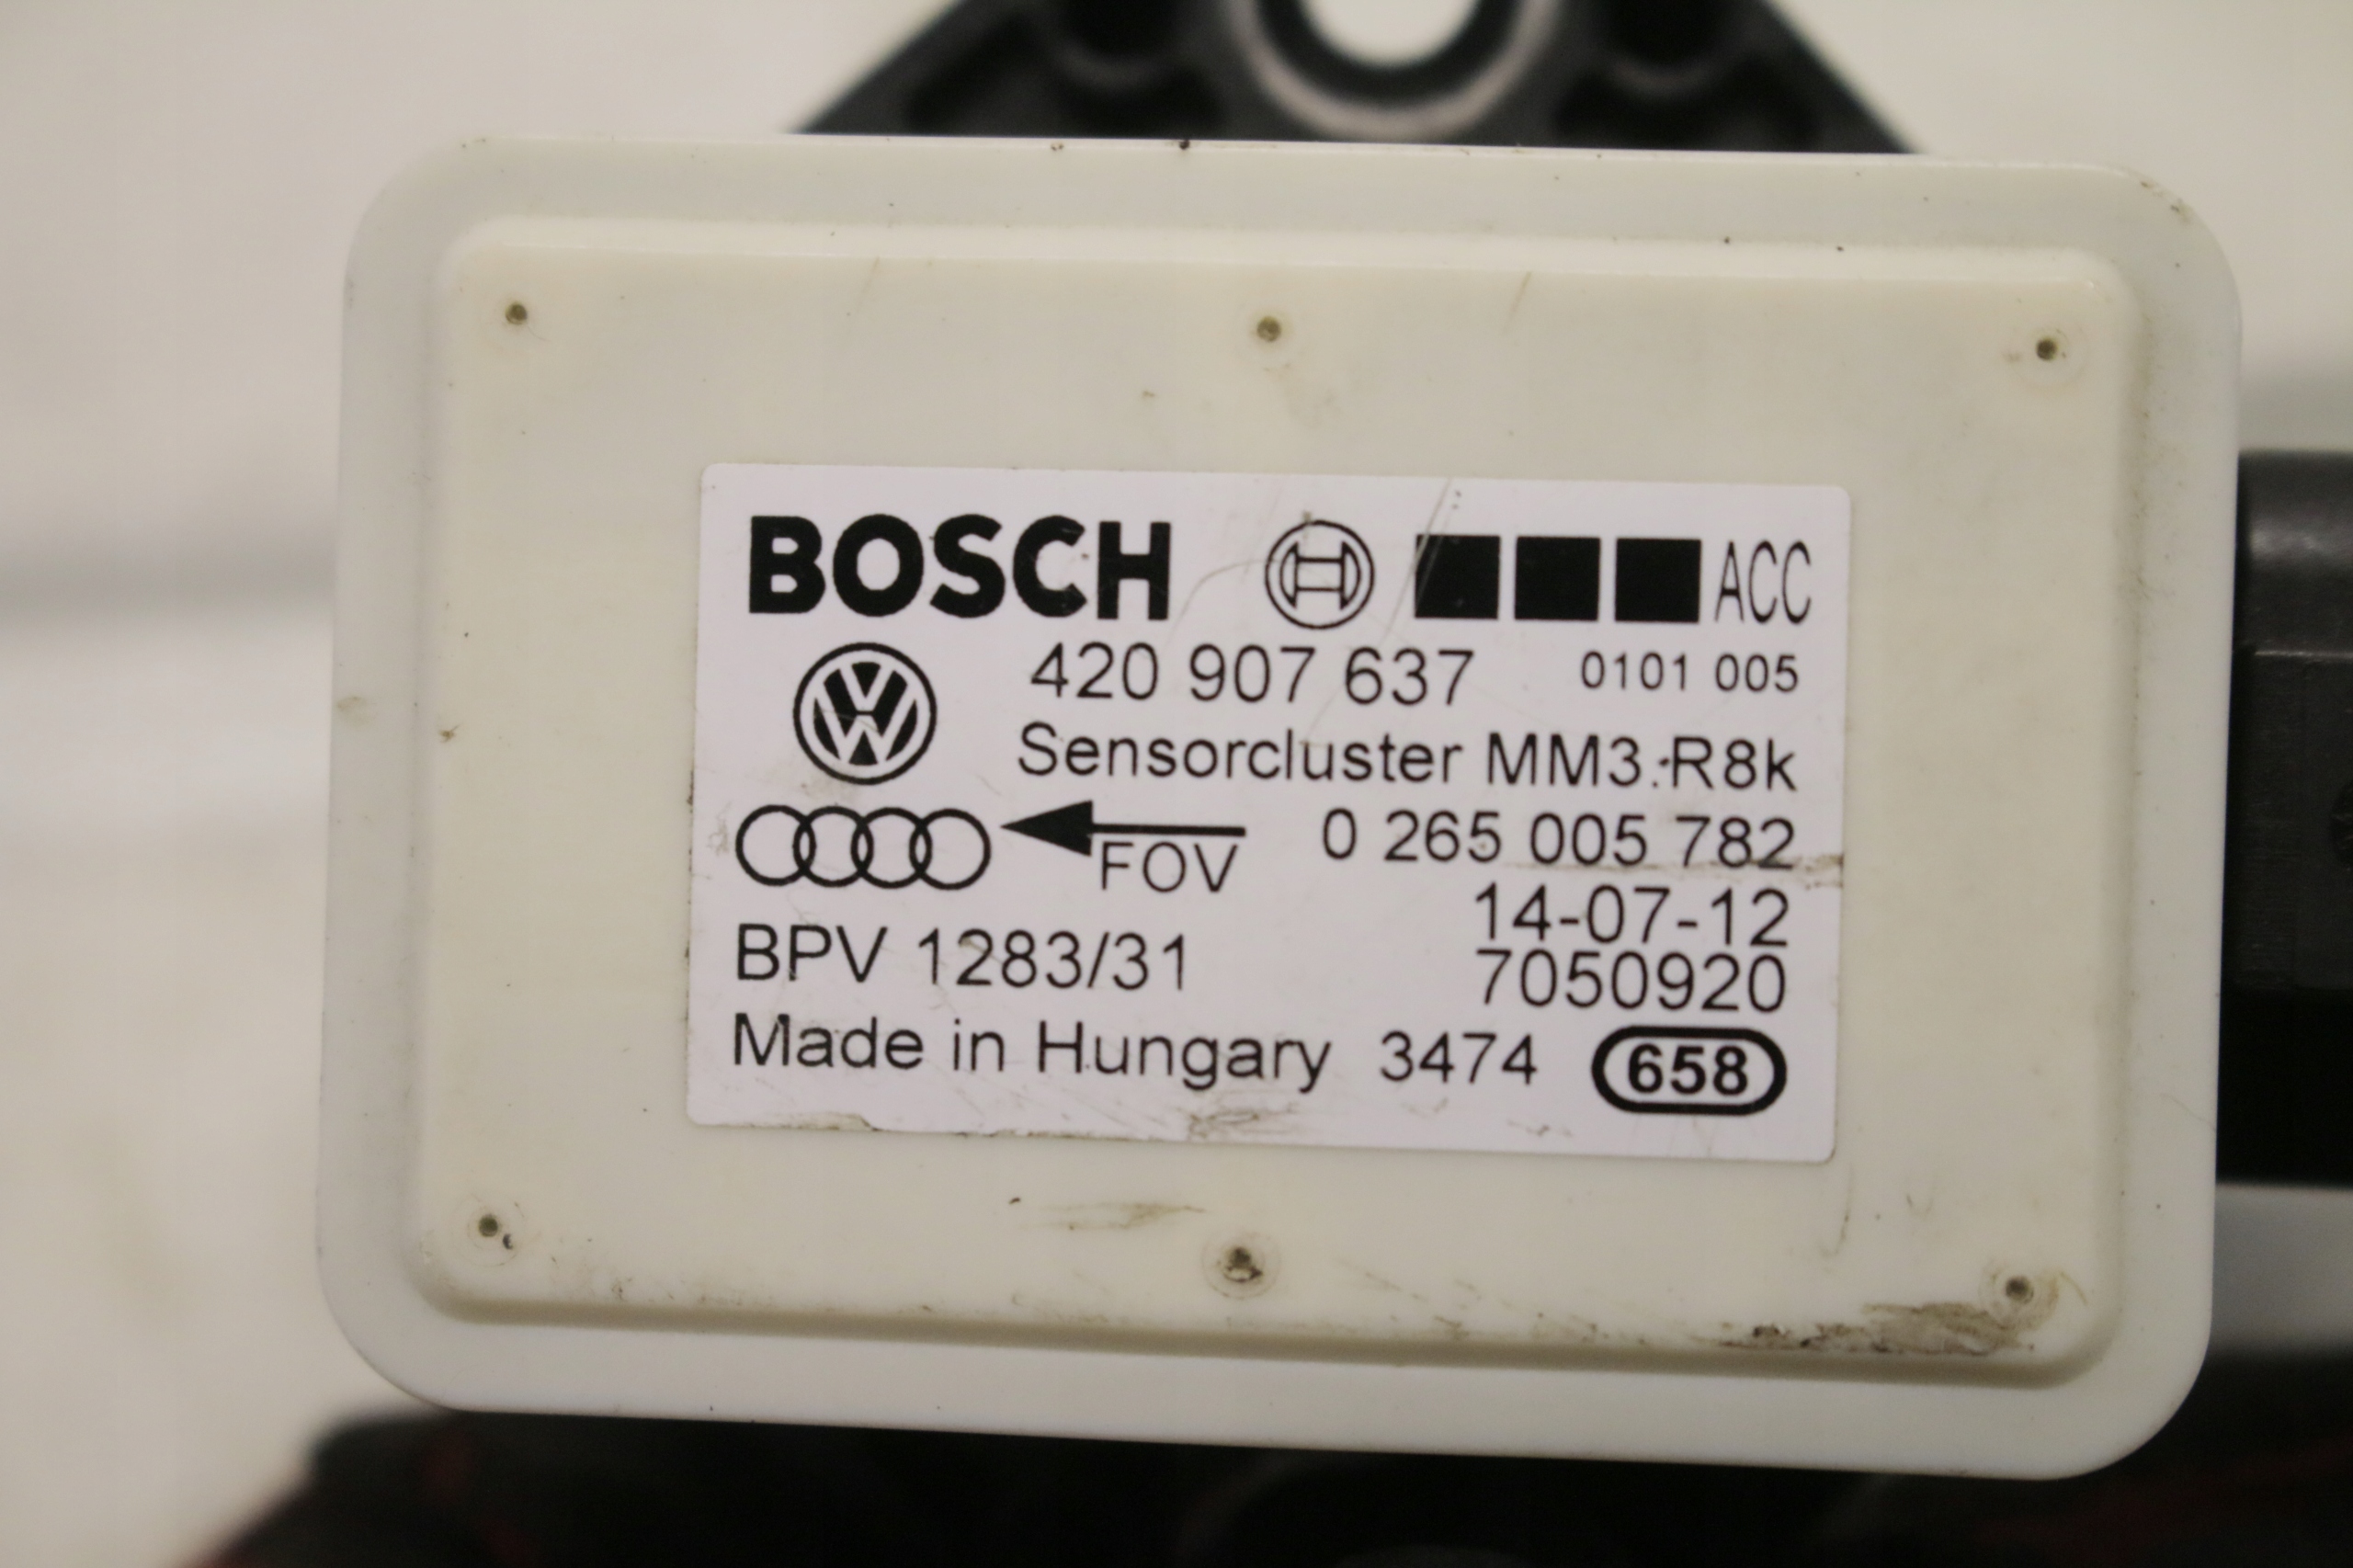 BOSCH ACC
420 907 637 0101 005
Sensorcluster MM3.-R8k
FOV 0 265 005 782
14-07-12
BPV 1283/31 7050920
Made in Hungary 3474 658